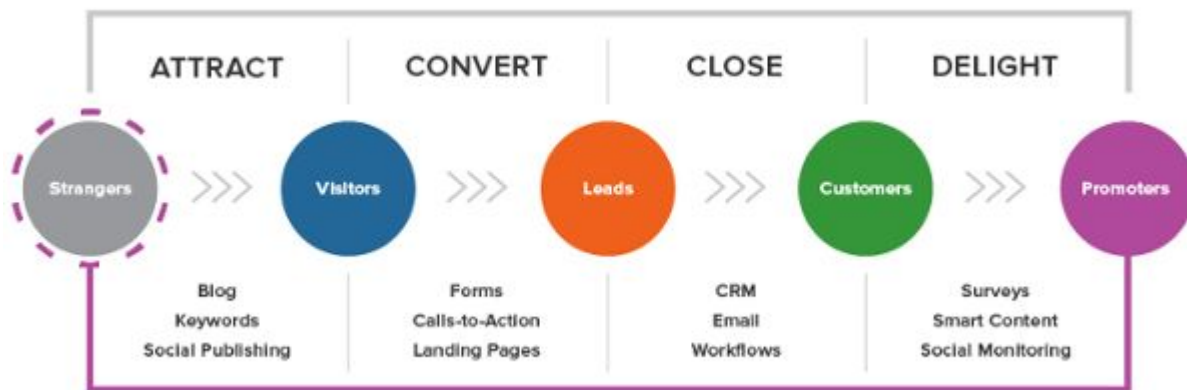 ATTRACT CONVERT CLOSE DELIGHT
Strangers Visitors Leads Customers Promoters
Blog Forms CRM Surveys
Keywords Calls-to-Action Email Smart Content
Social Publishing Landing Pages Workflows Social Monitoring